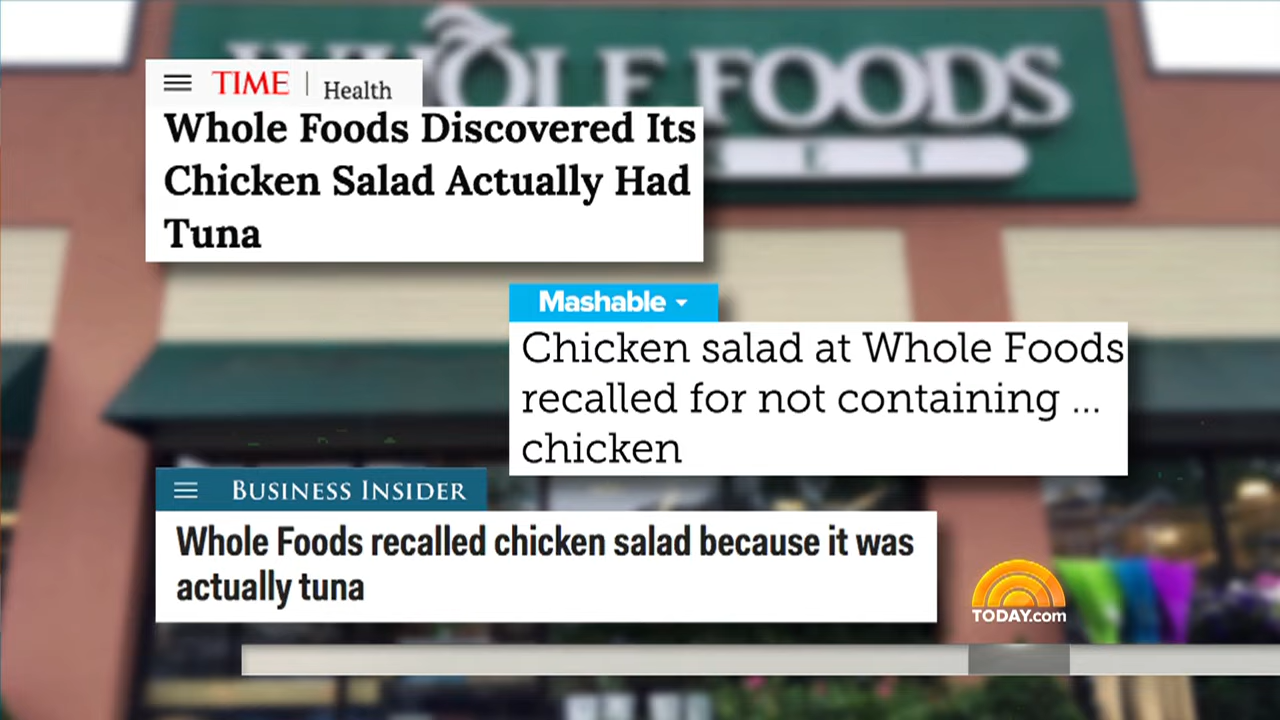 WHOLE FOODS
TIME | Health
Whole Foods Discovered Its
Chicken Salad Actually Had
Tuna
Mashable
Chicken salad at Whole Foods
recalled for not containing ...
chicken
BUSINESS INSIDER
Whole Foods recalled chicken salad because it was
actually tuna
TODAY.com